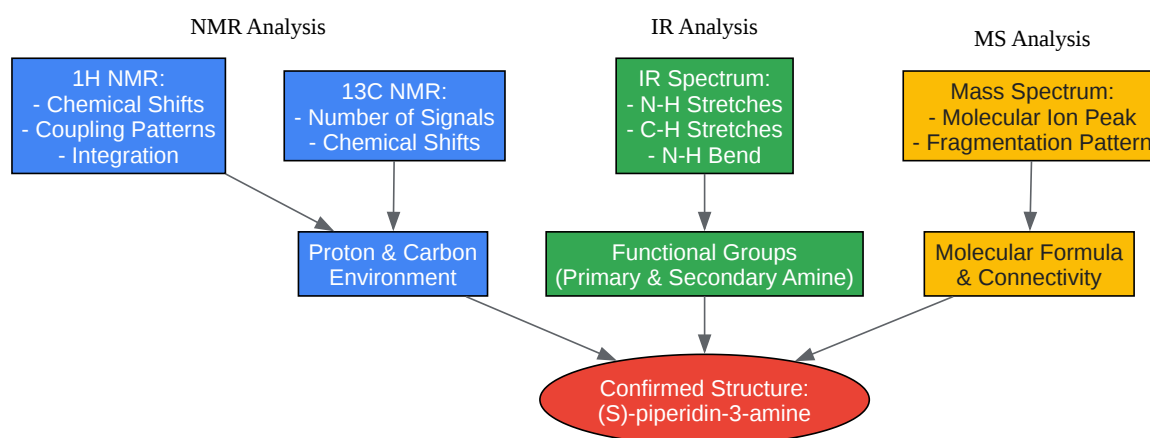 NMR Analysis
IR Analysis
MS Analysis
1H NMR:
- Chemical Shifts
- Coupling Patterns
- Integration
13C NMR:
- Number of Signals
- Chemical Shifts
IR Spectrum:
- N-H Stretches
- C-H Stretches
- N-H Bend
Mass Spectrum:
- Molecular Ion Peak
- Fragmentation Pattern
Proton & Carbon
Environment
Functional Groups
(Primary & Secondary Amine)
Molecular Formula
& Connectivity
Confirmed Structure:
(S)-piperidin-3-amine